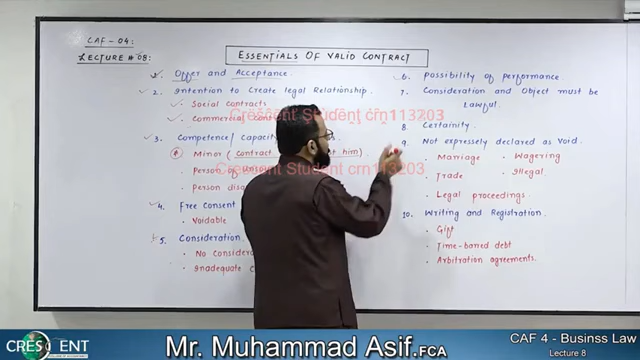 CAF - 04:
LECTURE # 08:
ESSENTIALS OF VALID CONTRACT
1. Offer and Acceptance.
2. Intention to Create legal Relationship.
• Social contracts
• Commercial
3. Competence/ Capacity
Minor (contract him)
• Person of
• person
4. Free Consent
• Voidable
5. Consideration
• No
• Inadequate
6. Possibility of Performance.
7. Consideration and Object must be
Lawful.
8 Certainity.
9. Not expressely declared as Void.
• Marriage • Wagering
• Trade • Illegal.
• Legal proceedings.
10. Writing and Registration.
• Gift
• Time-barred debt
• Arbitration agreements.
Crescent Student crn113203
Crescent Student crn113203
CRESCENT
Mr. Muhammad Asif.FCA
CAF 4 - Businss Law
Lecture 8